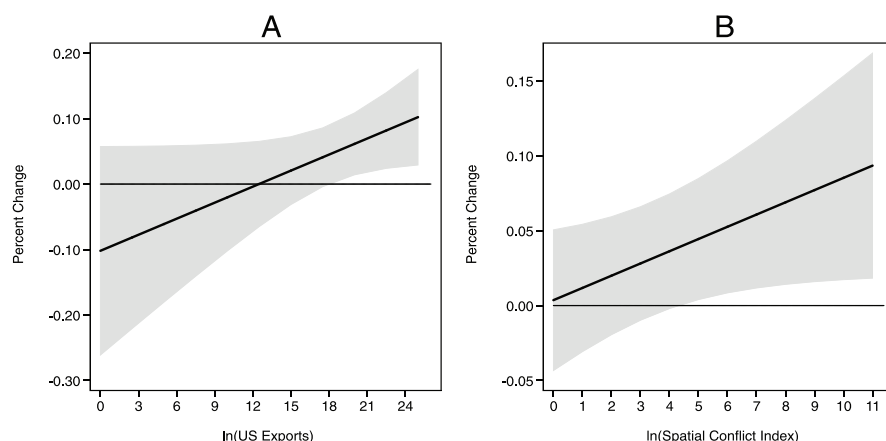 A
B
Percent Change
0.20
0.10
0.00
-0.10
-0.20
-0.30
0 3 6 9 12 15 18 21 24
ln(US Exports)
Percent Change
0.15
0.10
0.05
0.00
-0.05
0 1 2 3 4 5 6 7 8 9 10 11
ln(Spatial Conflict Index)